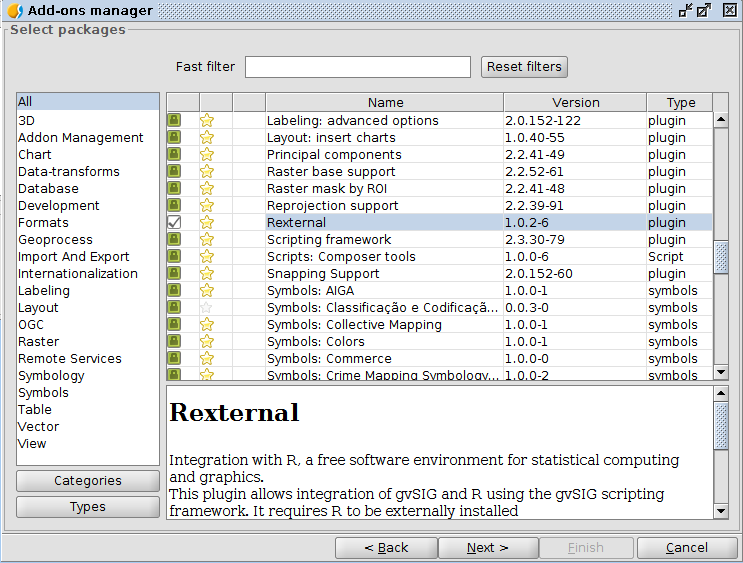 Add-ons manager
Select packages
Fast filter
Reset filters
All
3D
Addon Management
Chart
Data-transforms
Database
Development
Formats
Geoprocess
Import And Export
Internationalization
Labeling
Layout
OGC
Raster
Remote Services
Symbology
Symbols
Table
Vector
View
Categories
Types
Name Version Type
Labeling: advanced options 2.0.152-122 plugin
Layout: insert charts 1.0.40-55 plugin
Principal components 2.2.41-49 plugin
Raster base support 2.2.52-61 plugin
Raster mask by ROI 2.2.41-48 plugin
Reprojection support 2.2.39-91 plugin
Rexternal 1.0.2-6 plugin
Scripting framework 2.3.30-79 plugin
Scripts: Composer tools 1.0.0-6 Script
Snapping Support 2.0.152-60 plugin
Symbols: AIGA 1.0.0-1 symbols
Symbols: Classificação e Codificaçã... 0.0.3-0 symbols
Symbols: Collective Mapping 1.0.0-1 symbols
Symbols: Colors 1.0.0-1 symbols
Symbols: Commerce 1.0.0-0 symbols
Symbols: Crime Mapping Symbology... 1.0.0-2 symbols
Rexternal
Integration with R, a free software environment for statistical computing
and graphics.
This plugin allows integration of gvSIG and R using the gvSIG scripting
framework. It requires R to be externally installed
< Back
Next >
Finish
Cancel